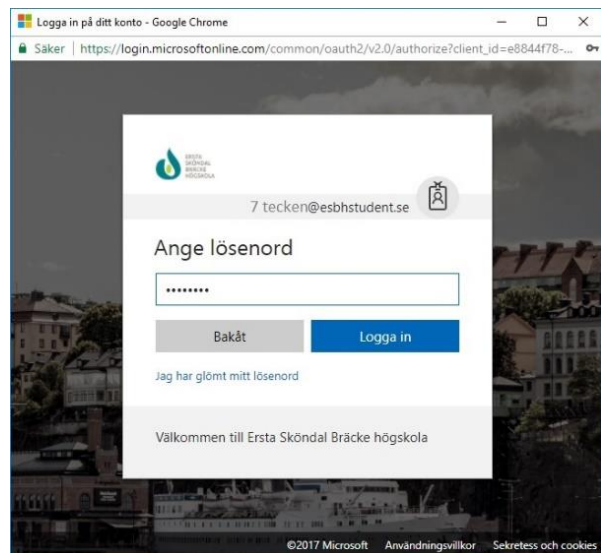 Logga in på ditt konto - Google Chrome
Säker | https://login.microsoftonline.com/common/oauth2/v2.0/authorize?client_id=e8844f78-...
ERSTA
SKÖNDAL
BRÄCKE
HÖGSKOLA
7 tecken@esbhstudent.se
Ange lösenord
••••••••
Bakåt Logga in
Jag har glömt mitt lösenord
Välkommen till Ersta Sköndal Bräcke högskola
©2017 Microsoft Användningsvillkor Sekretess och cookies